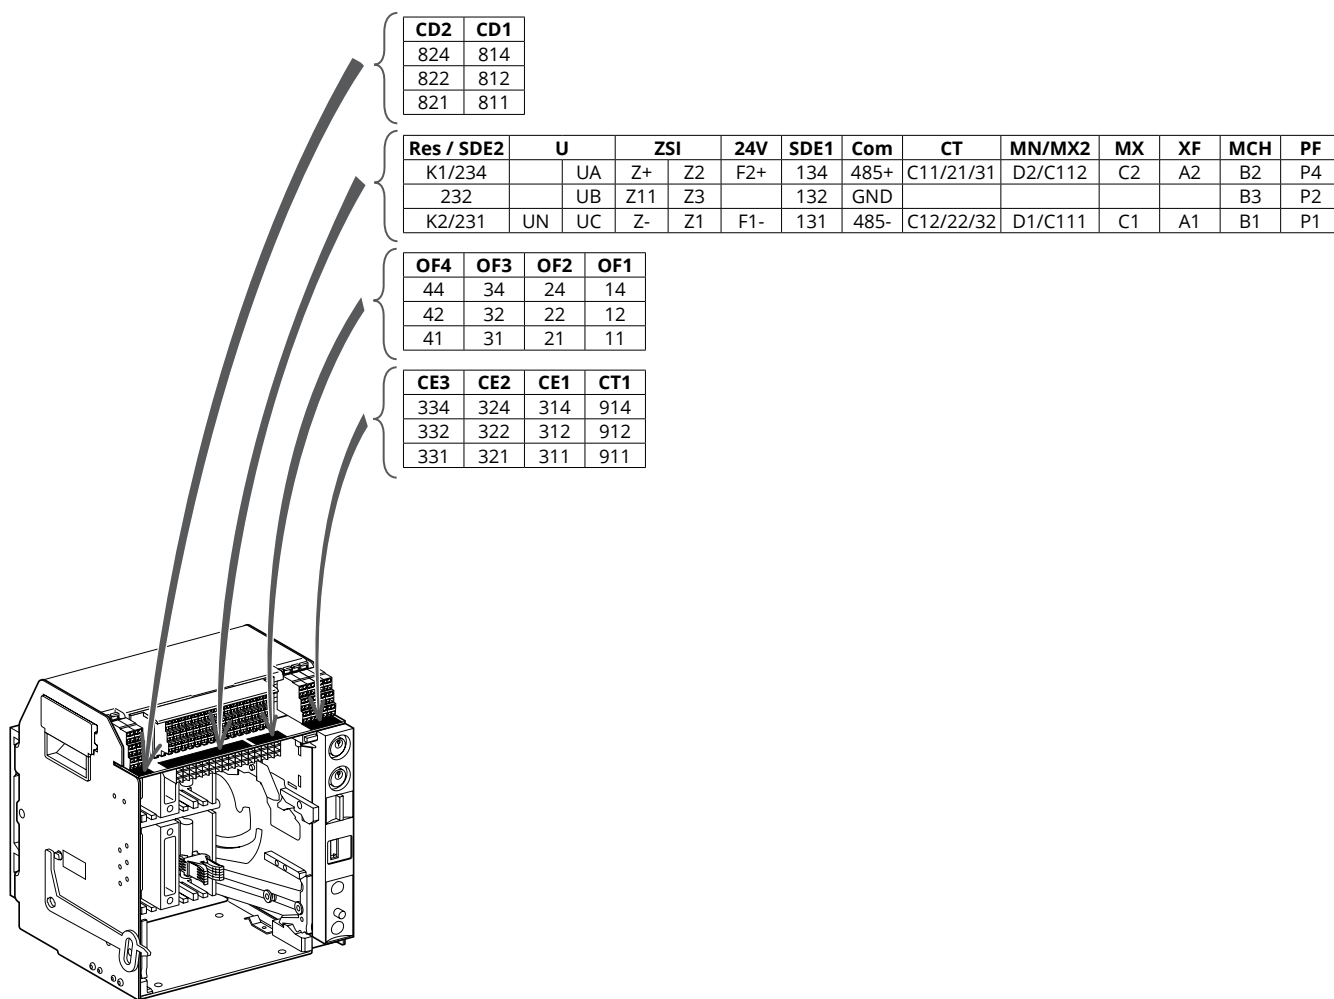 CD2 CD1
824 814
822 812
821 811
Res / SDE2 U ZSI 24V SDE1 Com CT MN/MX2 MX XF MCH PF
K1/234 UA Z+ Z2 F2+ 134 485+ C11/21/31 D2/C112 C2 A2 B2 P4
232 UB Z11 Z3 132 GND B3 P2
K2/231 UN UC Z- Z1 F1- 131 485- C12/22/32 D1/C111 C1 A1 B1 P1
OF4 OF3 OF2 OF1
44 34 24 14
42 32 22 12
41 31 21 11
CE3 CE2 CE1 CT1
334 324 314 914
332 322 312 912
331 321 311 911